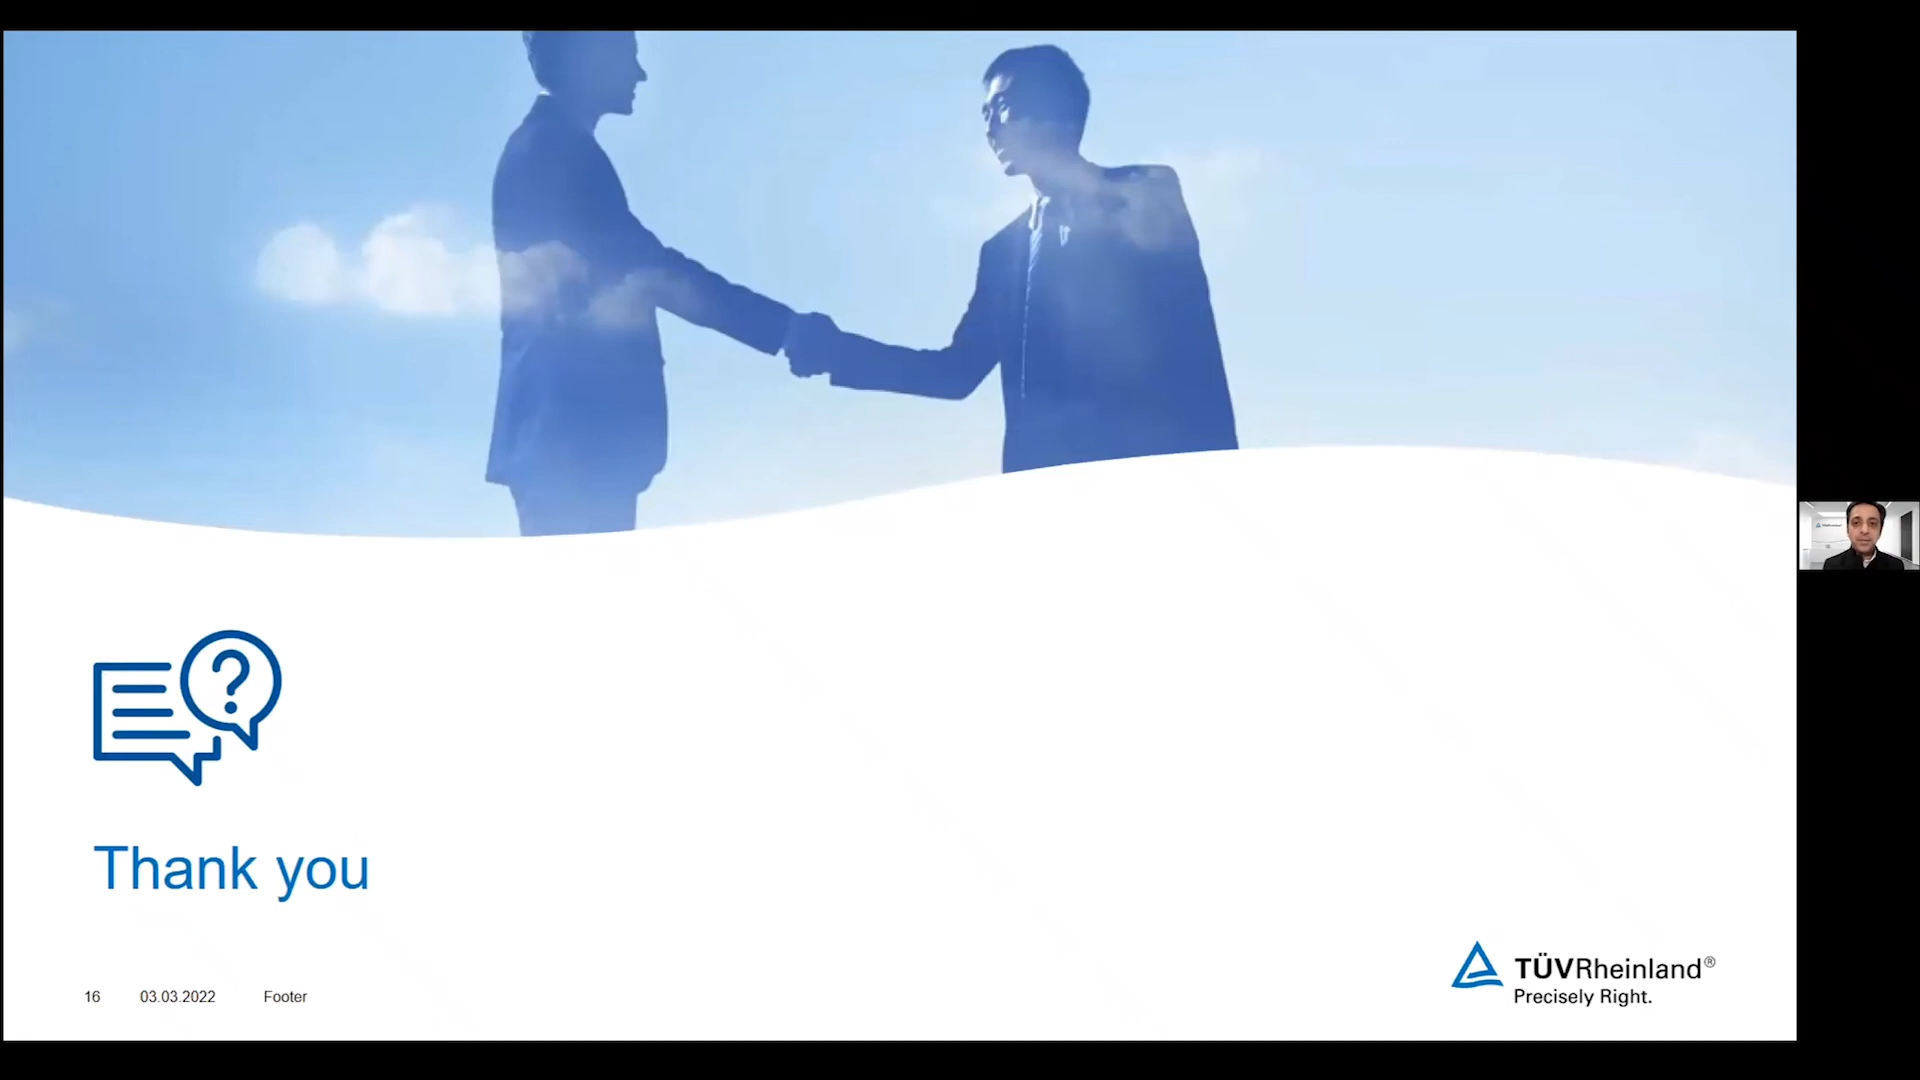 ?
Thank you
16 03.03.2022 Footer
TÜVRheinland®
Precisely Right.